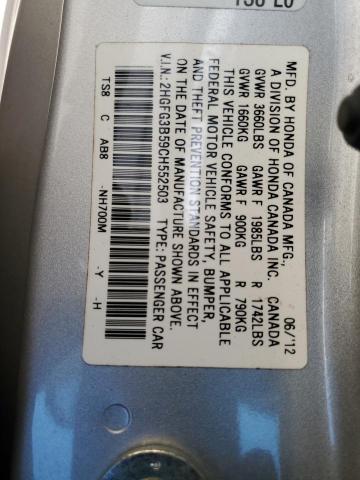 MFD. BY HONDA OF CANADA MFG.,
A DIVISION OF HONDA CANADA INC. CANADA 06/'12
GVWR 3660LBS GAWR F 1985LBS R 1742LBS
GVWR 1660KG GAWR F 900KG R 790KG
THIS VEHICLE CONFORMS TO ALL APPLICABLE
FEDERAL MOTOR VEHICLE SAFETY, BUMPER,
AND THEFT PREVENTION STANDARDS IN EFFECT
ON THE DATE OF MANUFACTURE SHOWN ABOVE.
V.I.N.: 2HGFG3B59CH552503 TYPE: PASSENGER CAR
TS8 C AB8 -NH700M -Y -H